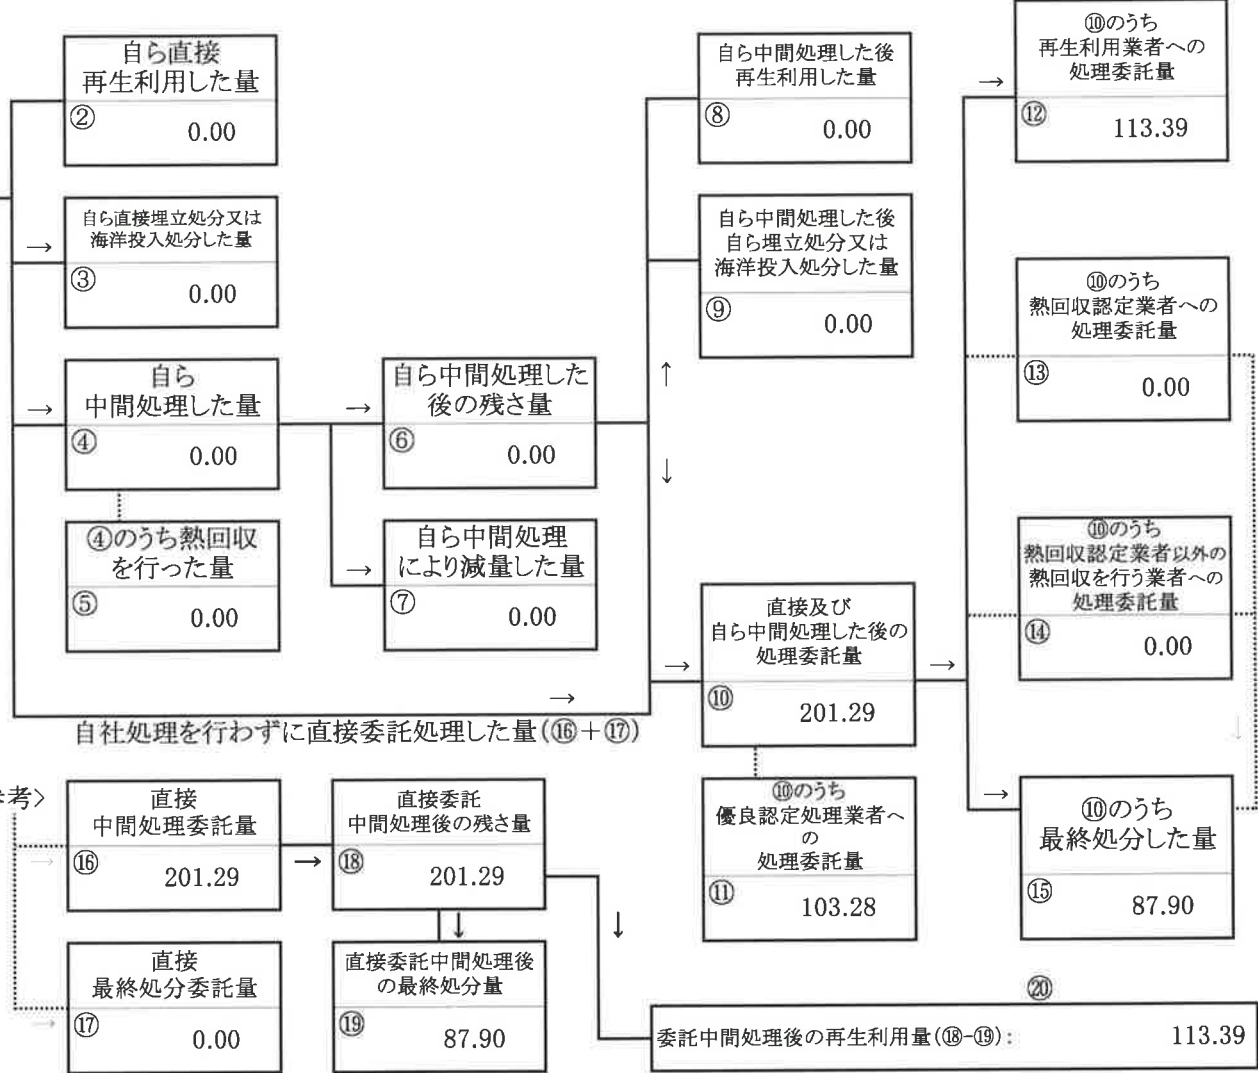 自ら直接
再生利用した量
②
0.00
自ら直接埋立処分又は
海洋投入処分した量
→
③
0.00
自ら
中間処理した量
→
④
0.00
④のうち熱回収
を行った量
⑤
0.00
→
自ら中間処理した
後の残さ量
⑥
0.00
→
自ら中間処理
により減量した量
⑦
0.00
自ら中間処理した後
再生利用した量
⑧
0.00
自ら中間処理した後
自ら埋立処分又は
海洋投入処分した量
⑨
0.00
↑
↓
→
自社処理を行わずに直接委託処理した量(⑯+⑰)
→
直接及び
自ら中間処理した後の
処理委託量
⑩
201.29
→
⑩のうち
優良認定処理業者へ
の
処理委託量
⑪
103.28
→
⑩のうち
再生利用業者への
処理委託量
⑫
113.39
⑩のうち
熱回収認定業者への
処理委託量
⑬
0.00
⑩のうち
熱回収認定業者以外の
熱回収を行う業者への
処理委託量
⑭
0.00
↓
→
⑩のうち
最終処分した量
⑮
87.90
考>
→
直接
中間処理委託量
⑯
201.29
→
直接委託
中間処理後の残さ量
⑱
201.29
→
直接
最終処分委託量
⑰
0.00
↓
直接委託中間処理後
の最終処分量
⑲
87.90
↓
⑳
委託中間処理後の再生利用量(⑱-⑲): 113.39